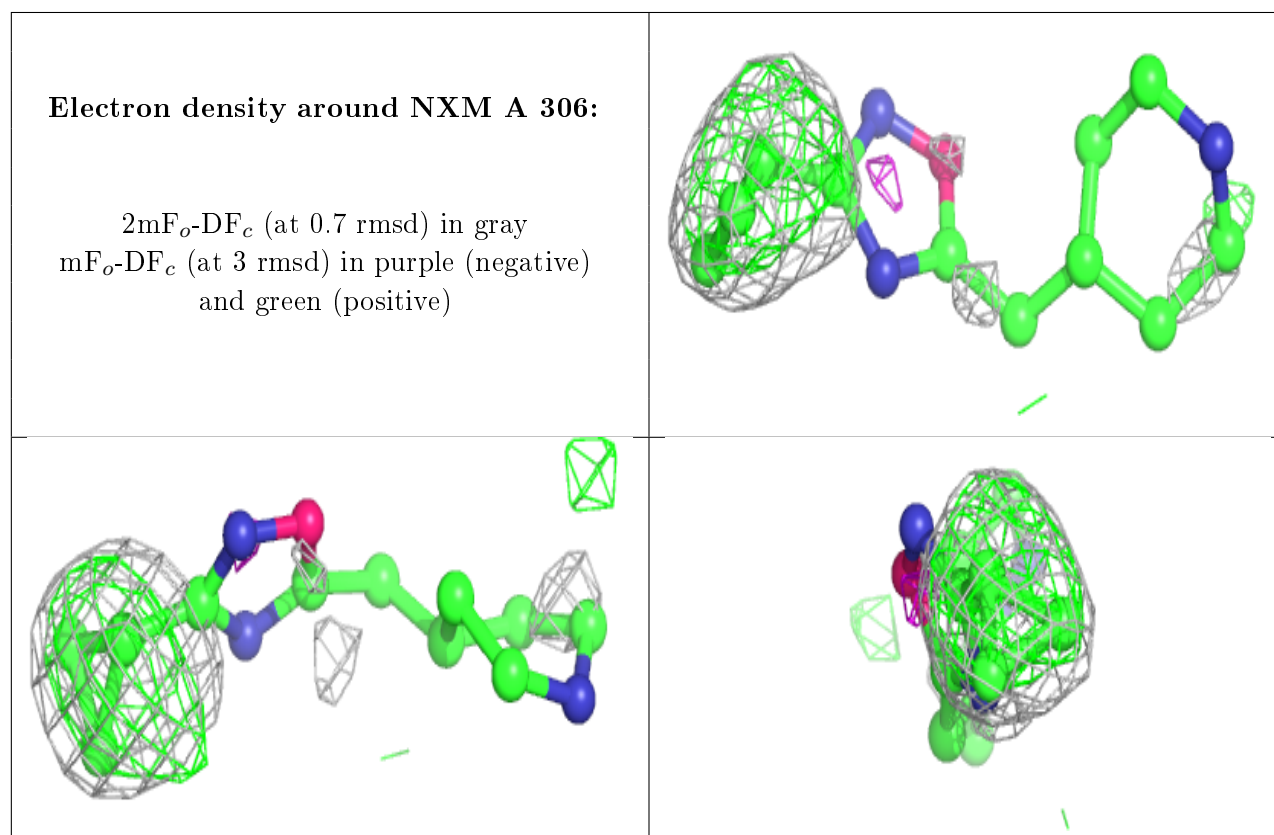 Electron density around NXM A 306:
2mFo-DFc (at 0.7 rmsd) in gray
mFo-DFc (at 3 rmsd) in purple (negative)
and green (positive)